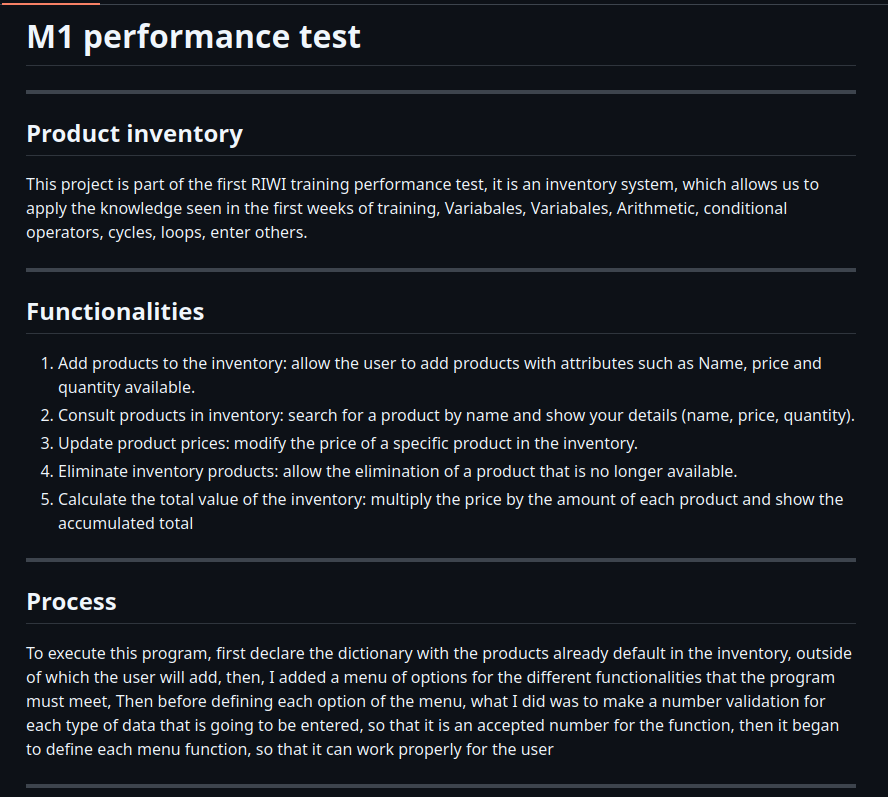 M1 performance test
Product inventory
This project is part of the first RIWI training performance test, it is an inventory system, which allows us to
apply the knowledge seen in the first weeks of training, Variabales, Variabales, Arithmetic, conditional
operators, cycles, loops, enter others.
Functionalities
1. Add products to the inventory: allow the user to add products with attributes such as Name, price and
quantity available.
2. Consult products in inventory: search for a product by name and show your details (name, price, quantity).
3. Update product prices: modify the price of a specific product in the inventory.
4. Eliminate inventory products: allow the elimination of a product that is no longer available.
5. Calculate the total value of the inventory: multiply the price by the amount of each product and show the
accumulated total
Process
To execute this program, first declare the dictionary with the products already default in the inventory, outside
of which the user will add, then, I added a menu of options for the different functionalities that the program
must meet, Then before defining each option of the menu, what I did was to make a number validation for
each type of data that is going to be entered, so that it is an accepted number for the function, then it began
to define each menu function, so that it can work properly for the user